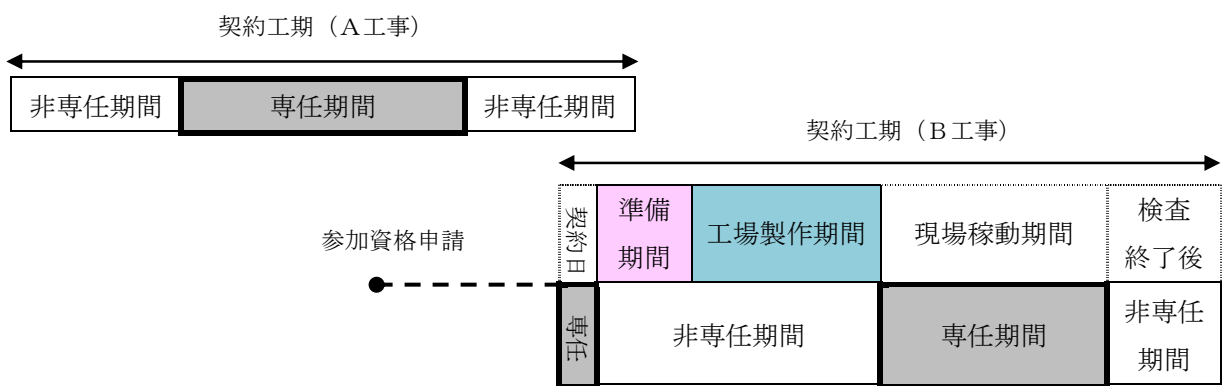 契約工期（Ａ工事）
非専任期間
専任期間
非専任期間
契約工期（Ｂ工事）
契約日
準備
期間
工場製作期間
現場稼動期間
検査
終了後
参加資格申請
専任
非専任期間
専任期間
非専任
期間